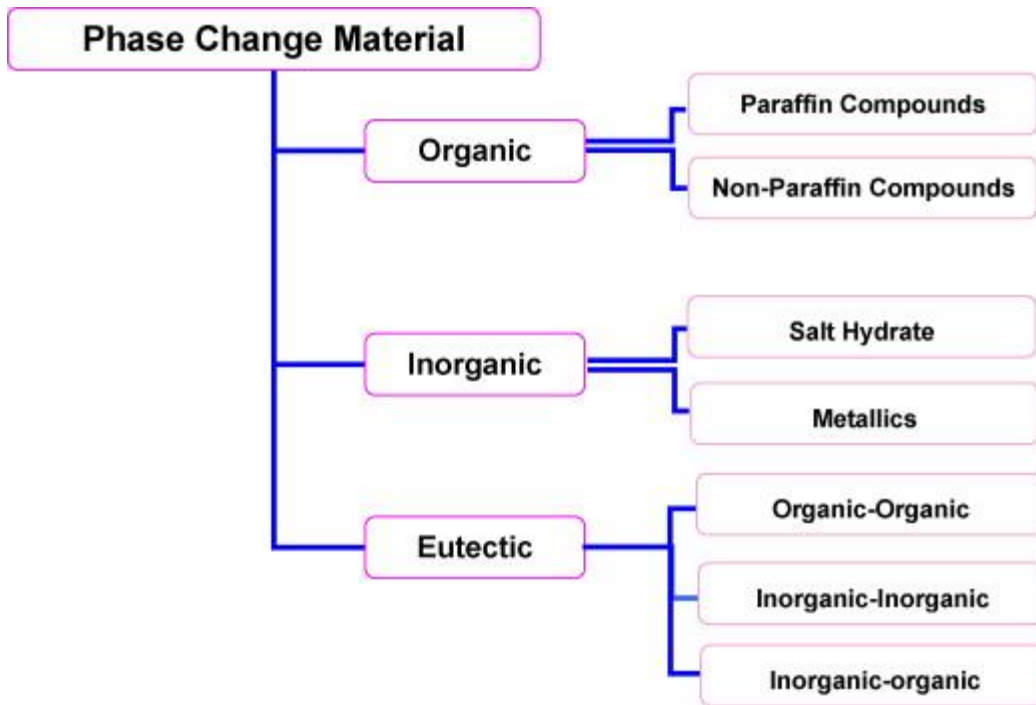 Phase Change Material
Organic
Paraffin Compounds
Non-Paraffin Compounds
Inorganic
Salt Hydrate
Metallics
Eutectic
Organic-Organic
Inorganic-Inorganic
Inorganic-organic